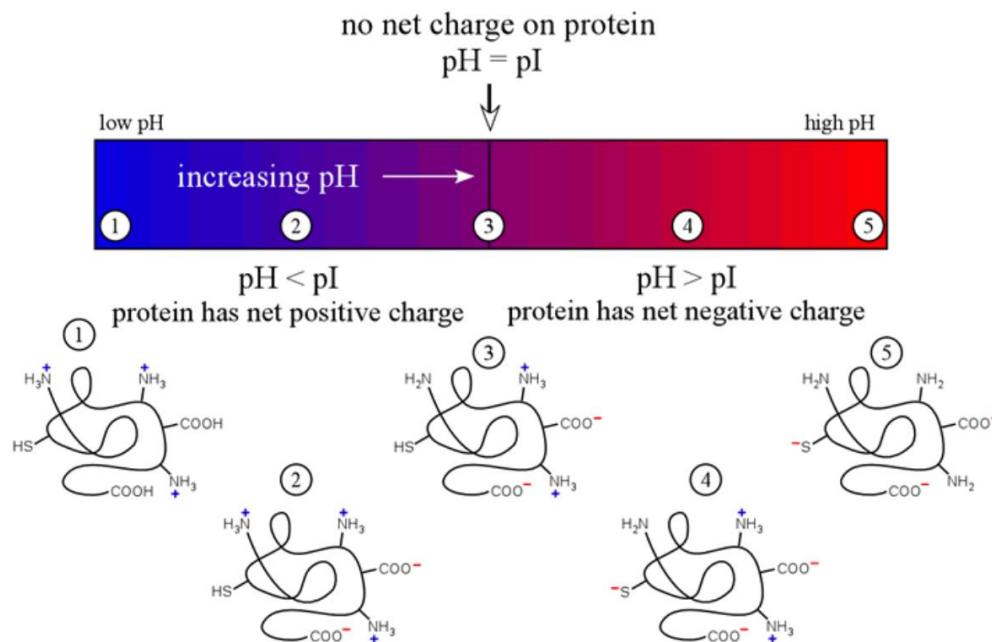 no net charge on protein
pH = pI
low pH
high pH
increasing pH
1
2
3
4
5
pH < pI
pH > pI
protein has net positive charge
protein has net negative charge
1
+
H₃N
+
NH₃
HS
COOH
COOH
NH₃
+
2
+
H₃N
+
NH₃
HS
COO−
COO−
NH₃
+
3
H₂N
+
NH₃
HS
COO−
COO−
NH₃
+
4
H₂N
+
NH₃
−S
COO−
COO−
NH₃
+
5
H₂N
NH₂
−S
COO−
COO−
NH₂